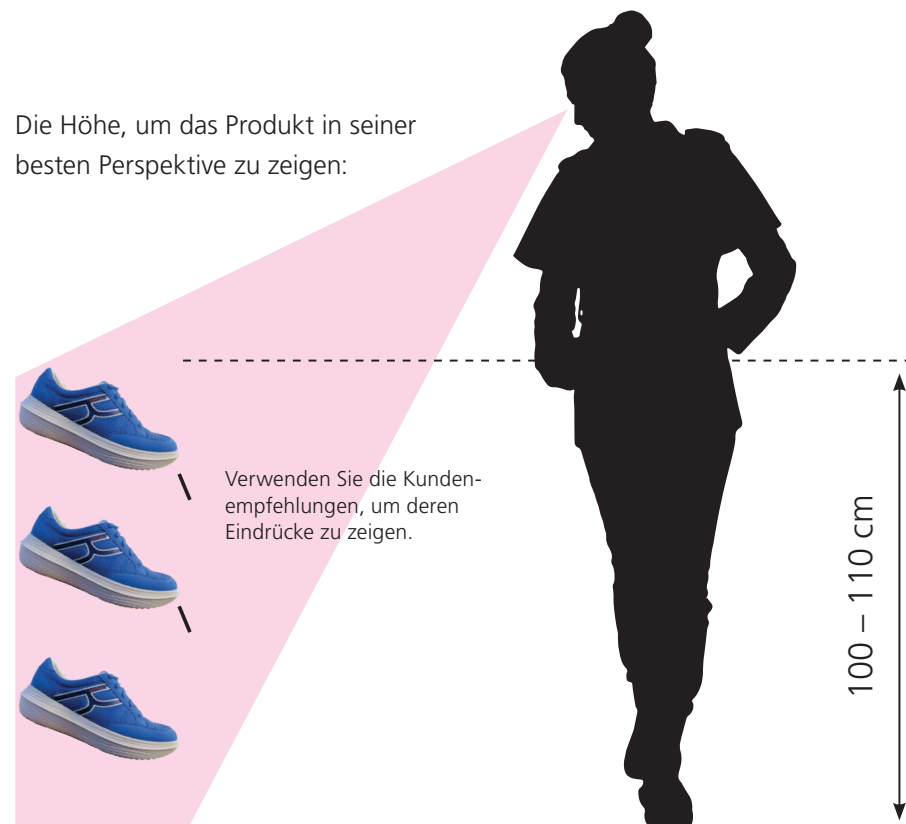 Die Höhe, um das Produkt in seiner
besten Perspektive zu zeigen:
Verwenden Sie die Kunden-
empfehlungen, um deren
Eindrücke zu zeigen.
100 – 110 cm